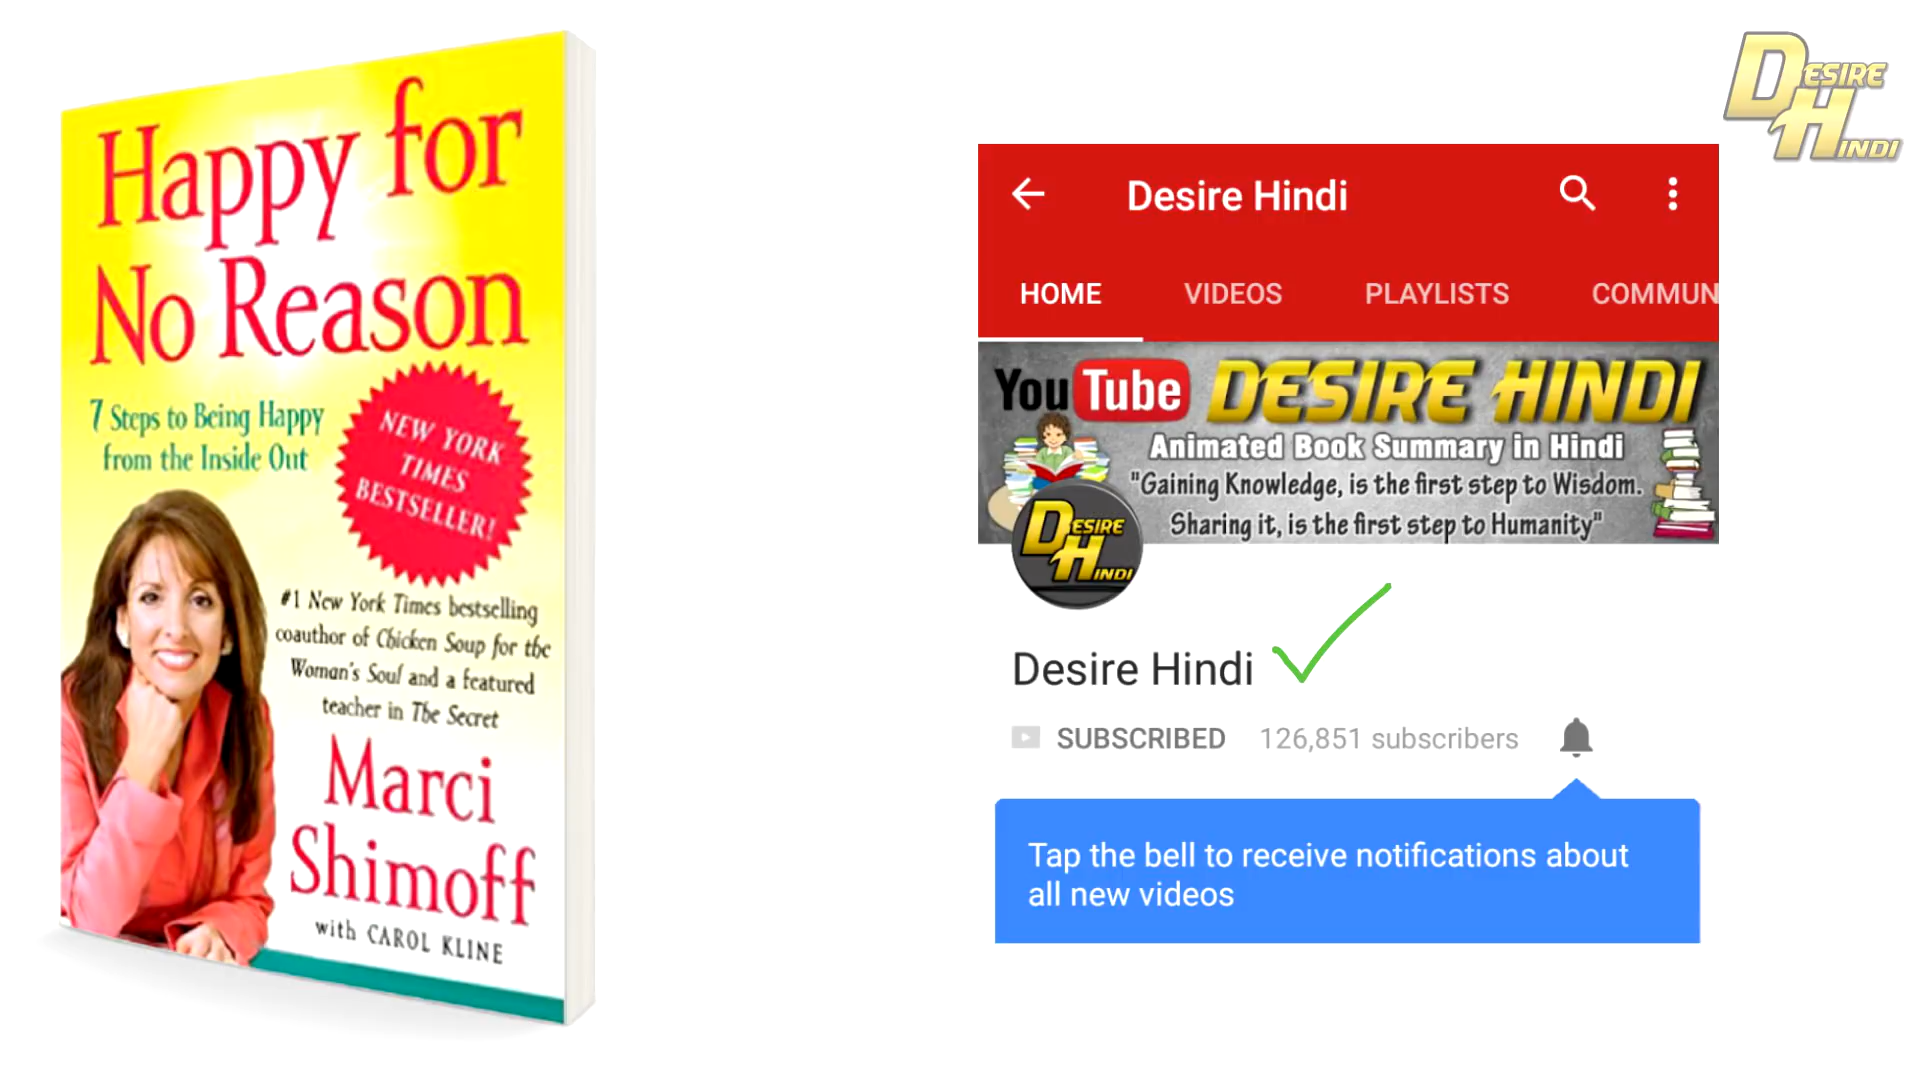 Happy for
No Reason
7 Steps to Being Happy
from the Inside Out
NEW YORK
TIMES
BESTSELLER!
#1 New York Times bestselling
coauthor of Chicken Soup for the
Woman's Soul and a featured
teacher in The Secret
Marci
Shimoff
with CAROL KLINE
DESIRE
HINDI
Desire Hindi
HOME VIDEOS PLAYLISTS COMMUN
YouTube DESIRE HINDI
Animated Book Summary in Hindi
"Gaining Knowledge, is the first step to Wisdom.
Sharing it, is the first step to Humanity"
DESIRE
HINDI
Desire Hindi
SUBSCRIBED 126,851 subscribers
Tap the bell to receive notifications about
all new videos